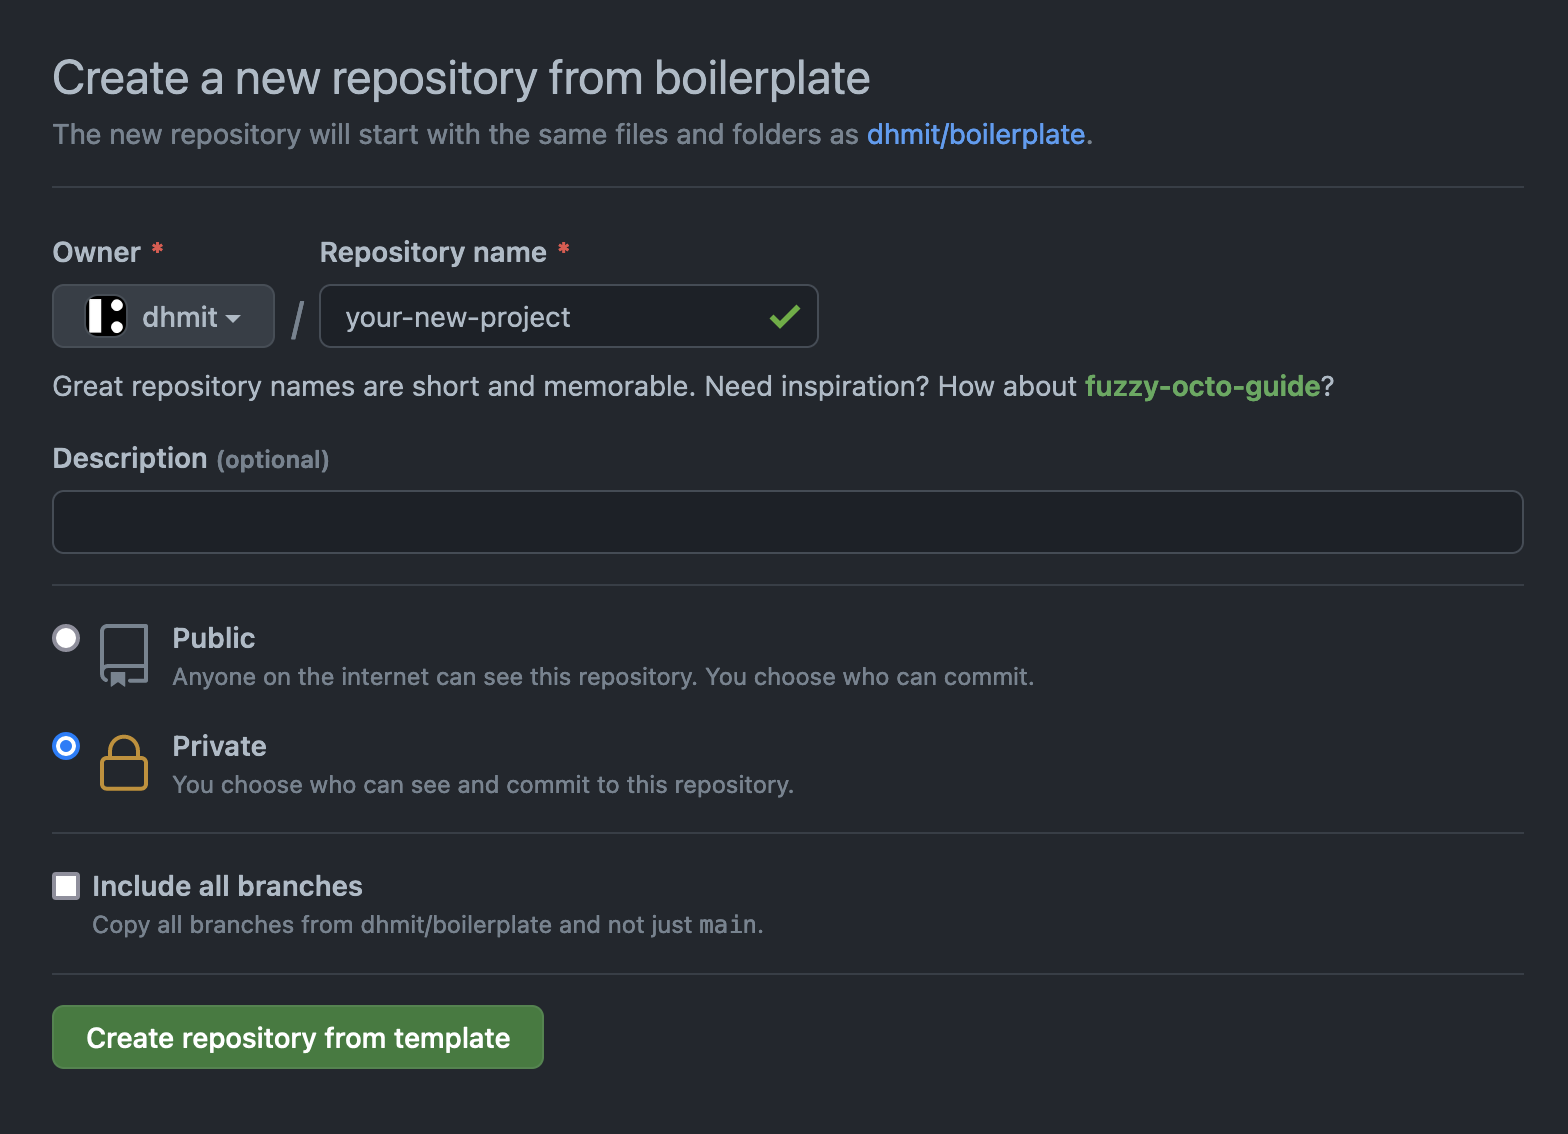 Create a new repository from boilerplate
The new repository will start with the same files and folders as dhmit/boilerplate.
Owner * Repository name *
dhmit / your-new-project
Great repository names are short and memorable. Need inspiration? How about fuzzy-octo-guide?
Description (optional)
Public
Anyone on the internet can see this repository. You choose who can commit.
Private
You choose who can see and commit to this repository.
Include all branches
Copy all branches from dhmit/boilerplate and not just main.
Create repository from template